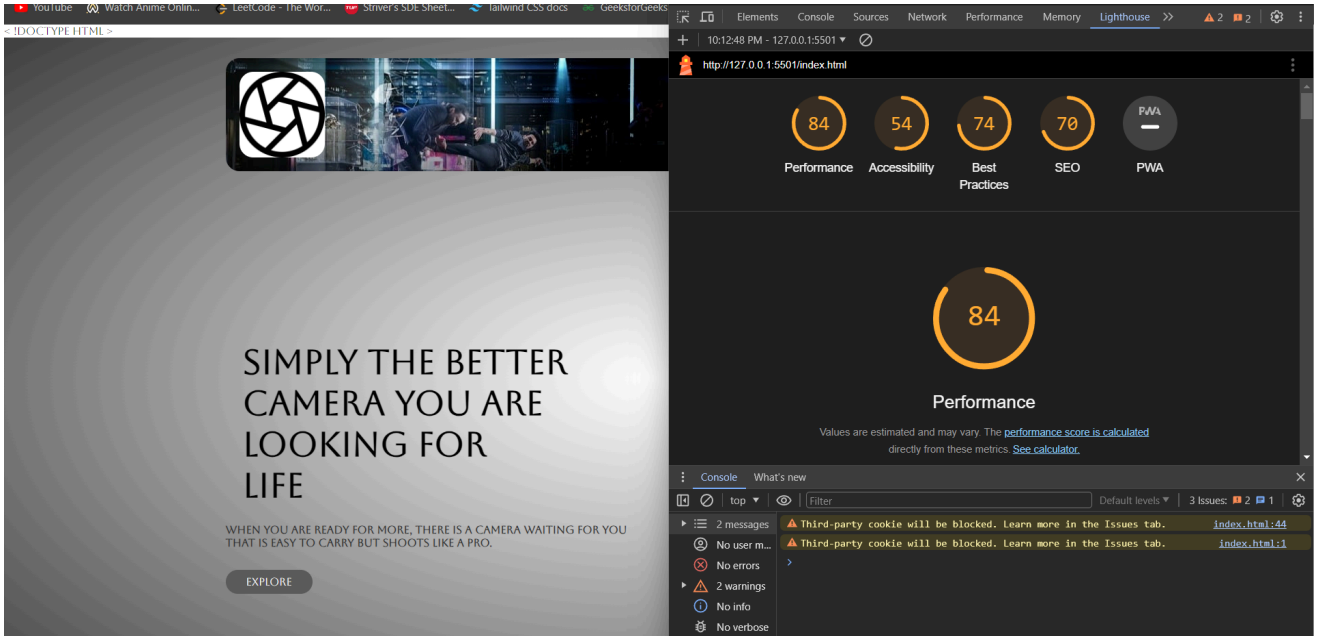 YouTube Watch Anime Onlin... LeetCode - The Wor... Striver's SDE Sheet... Tailwind CSS docs GeeksforGeeks
< !DOCTYPE HTML >
SIMPLY THE BETTER
CAMERA YOU ARE
LOOKING FOR
LIFE
WHEN YOU ARE READY FOR MORE, THERE IS A CAMERA WAITING FOR YOU
THAT IS EASY TO CARRY BUT SHOOTS LIKE A PRO.
EXPLORE
Elements Console Sources Network Performance Memory Lighthouse 2 2
10:12:48 PM - 127.0.0.1:5501
http://127.0.0.1:5501/index.html
84 54 74 70 PWA
Performance Accessibility Best Practices SEO PWA
84
Performance
Values are estimated and may vary. The performance score is calculated
directly from these metrics. See calculator.
Console What's new
top Filter Default levels 3 Issues: 2 1
2 messages
No user m...
No errors
2 warnings
No info
No verbose
Third-party cookie will be blocked. Learn more in the Issues tab. index.html:44
Third-party cookie will be blocked. Learn more in the Issues tab. index.html:1